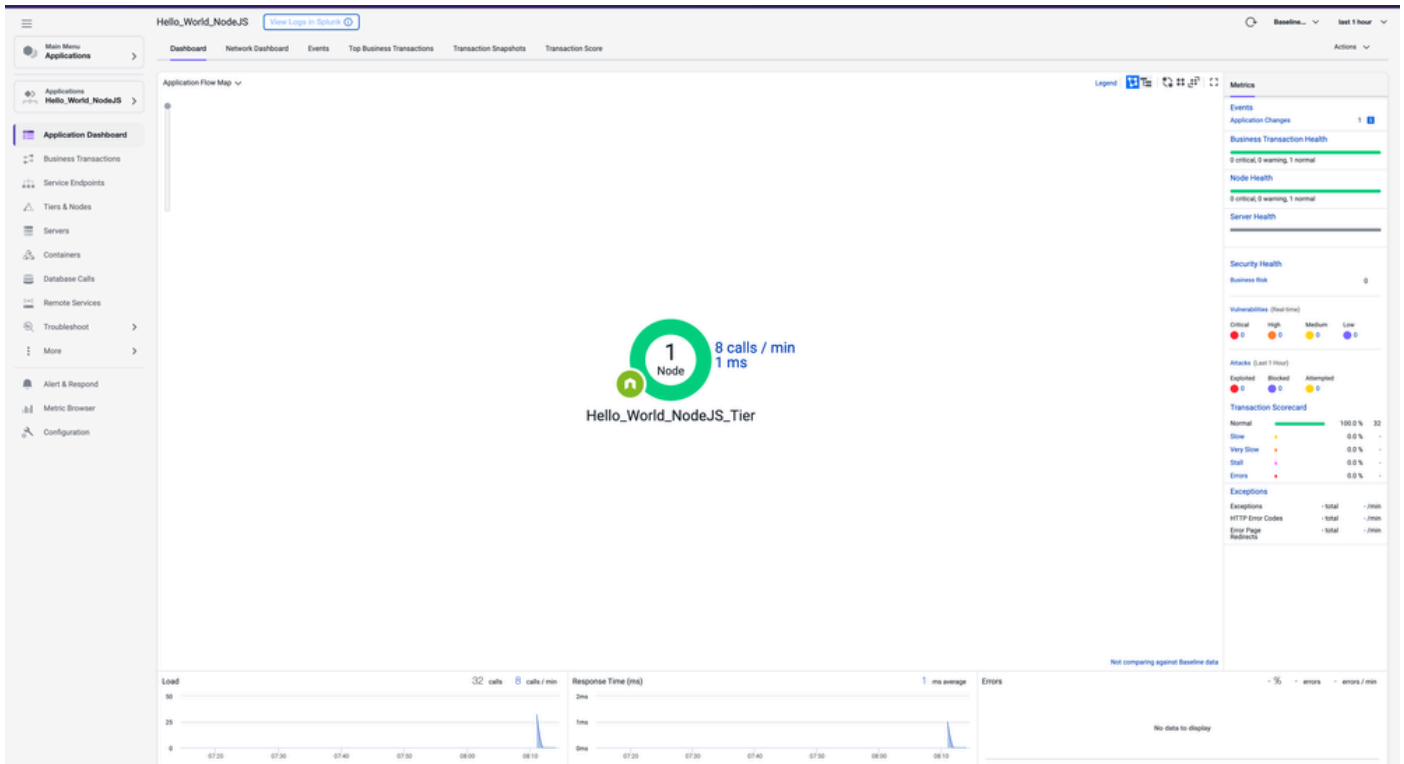 Hello_World_NodeJS View Logs in Splunk
Baseline... last 1 hour
Main Menu
Applications
Dashboard Network Dashboard Events Top Business Transactions Transaction Snapshots Transaction Score
Actions
Applications
Hello_World_NodeJS
Application Dashboard
Business Transactions
Service Endpoints
Tiers & Nodes
Servers
Containers
Database Calls
Remote Services
Troubleshoot
More
Alert & Respond
Metric Browser
Configuration
Application Flow Map
Legend
1
Node
8 calls / min
1 ms
Hello_World_NodeJS_Tier
Not comparing against Baseline data
Metrics
Events
Application Changes 1
Business Transaction Health
0 critical, 0 warning, 1 normal
Node Health
0 critical, 0 warning, 1 normal
Server Health
Security Health
Business Risk 0
Vulnerabilities (Real-time)
Critical High Medium Low
0 0 0 0
Attacks (Last 1 Hour)
Exploited Blocked Attempted
0 0 0
Transaction Scorecard
Normal 100.0 % 32
Slow 0.0 % -
Very Slow 0.0 % -
Stall 0.0 % -
Errors 0.0 % -
Exceptions
Exceptions - total - /min
HTTP Error Codes - total - /min
Error Page - total - /min
Redirects
Load 32 calls 8 calls / min
50
25
0
07:20 07:30 07:40 07:50 08:00 08:10
Response Time (ms) 1 ms average
2ms
1ms
0ms
07:20 07:30 07:40 07:50 08:00 08:10
Errors - % - errors - errors / min
No data to display